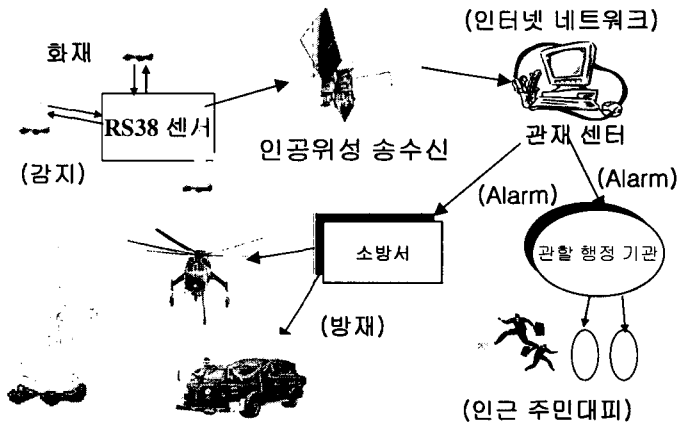 (인터넷 네트워크)
화재
RS38 센서
인공위성 송수신
관재 센터
(감지)
(Alarm)
(Alarm)
소방서
관할 행정 기관
(방재)
(인근 주민대피)